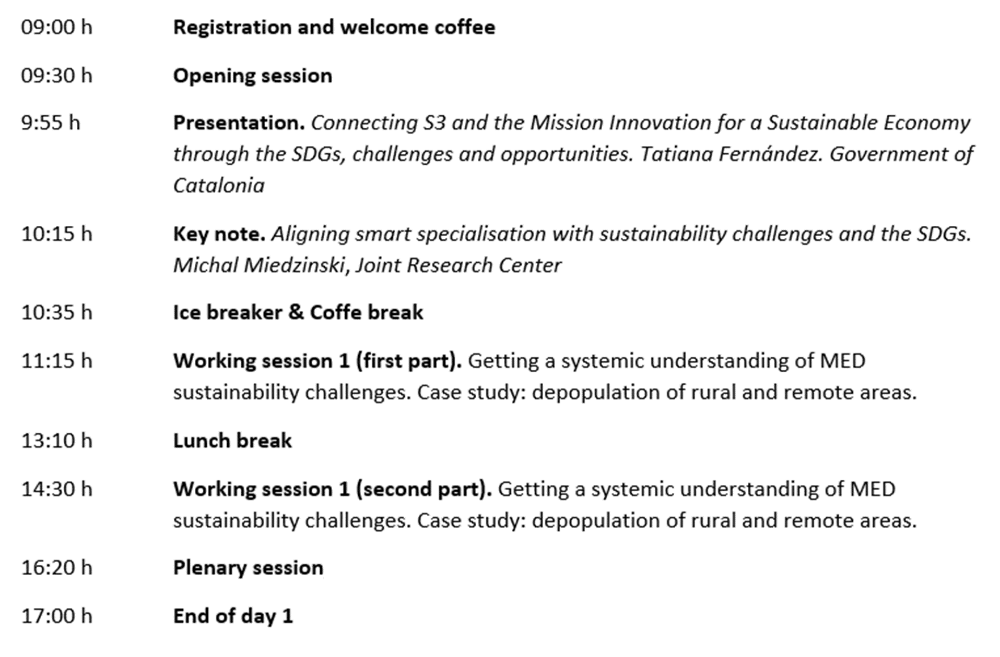 09:00 h Registration and welcome coffee
09:30 h Opening session
9:55 h Presentation. Connecting S3 and the Mission Innovation for a Sustainable Economy
through the SDGs, challenges and opportunities. Tatiana Fernández. Government of
Catalonia
10:15 h Key note. Aligning smart specialisation with sustainability challenges and the SDGs.
Michal Miedzinski, Joint Research Center
10:35 h Ice breaker & Coffe break
11:15 h Working session 1 (first part). Getting a systemic understanding of MED
sustainability challenges. Case study: depopulation of rural and remote areas.
13:10 h Lunch break
14:30 h Working session 1 (second part). Getting a systemic understanding of MED
sustainability challenges. Case study: depopulation of rural and remote areas.
16:20 h Plenary session
17:00 h End of day 1